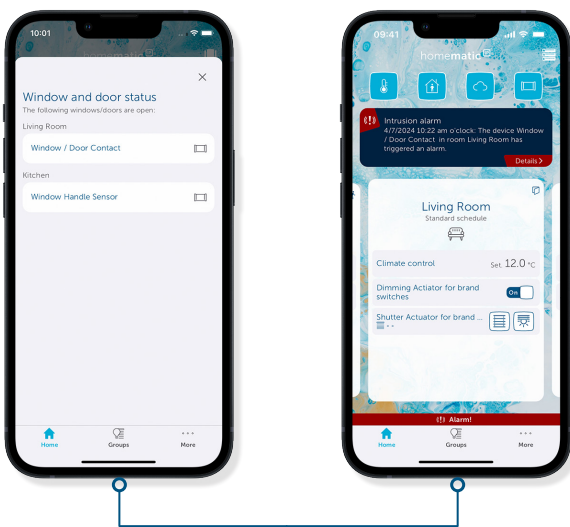 10:01
homematic IP
Window and door status
The following windows/doors are open:
Living Room
Window / Door Contact
Kitchen
Window Handle Sensor
Home
Groups
More
09:41
homematic IP
Intrusion alarm
4/7/2024 10:22 am o'clock: The device Window
/ Door Contact in room Living Room has
triggered an alarm.
Details
Living Room
Standard schedule
Climate control
Set. 12.0 °C
Dimming Actiator for brand
switches
On
Shutter Actuator for brand ...
- -
Alarm!
Home
Groups
More